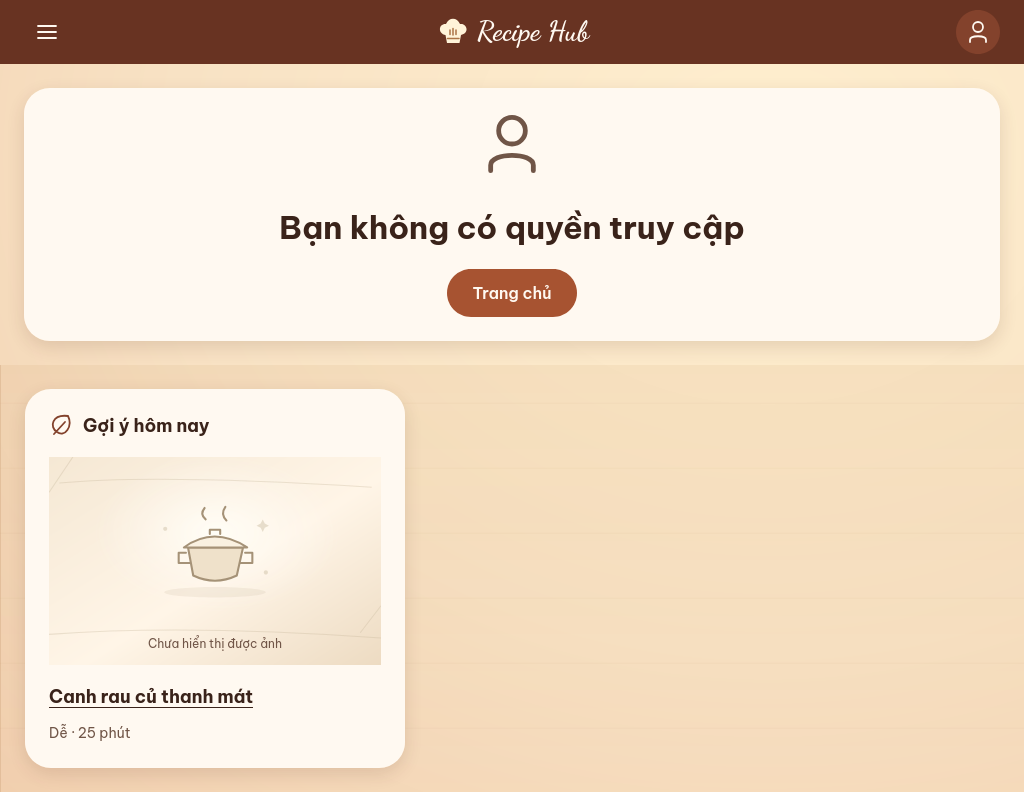 Recipe Hub
Bạn không có quyền truy cập
Trang chủ
Gợi ý hôm nay
Chưa hiển thị được ảnh
Canh rau củ thanh mát
Dễ · 25 phút